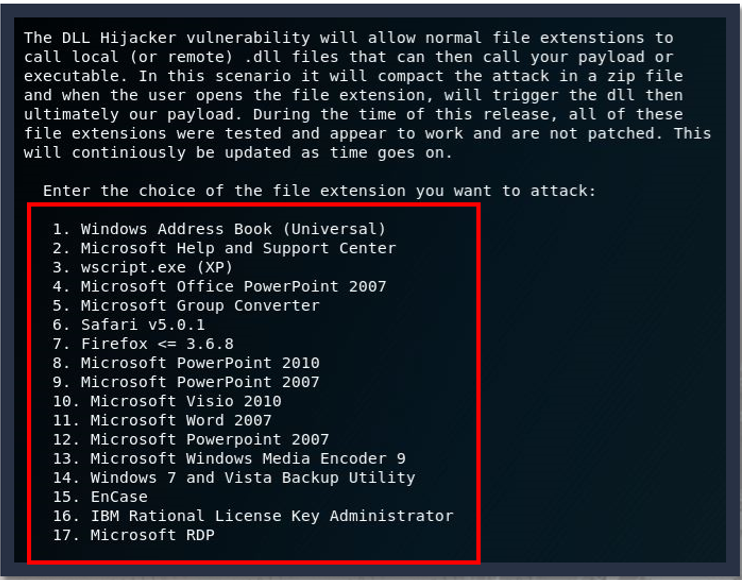 The DLL Hijacker vulnerability will allow normal file extenstions to
call local (or remote) .dll files that can then call your payload or
executable. In this scenario it will compact the attack in a zip file
and when the user opens the file extension, will trigger the dll then
ultimately our payload. During the time of this release, all of these
file extensions were tested and appear to work and are not patched. This
will continiously be updated as time goes on.
Enter the choice of the file extension you want to attack:
1. Windows Address Book (Universal)
2. Microsoft Help and Support Center
3. wscript.exe (XP)
4. Microsoft Office PowerPoint 2007
5. Microsoft Group Converter
6. Safari v5.0.1
7. Firefox <= 3.6.8
8. Microsoft PowerPoint 2010
9. Microsoft PowerPoint 2007
10. Microsoft Visio 2010
11. Microsoft Word 2007
12. Microsoft Powerpoint 2007
13. Microsoft Windows Media Encoder 9
14. Windows 7 and Vista Backup Utility
15. EnCase
16. IBM Rational License Key Administrator
17. Microsoft RDP